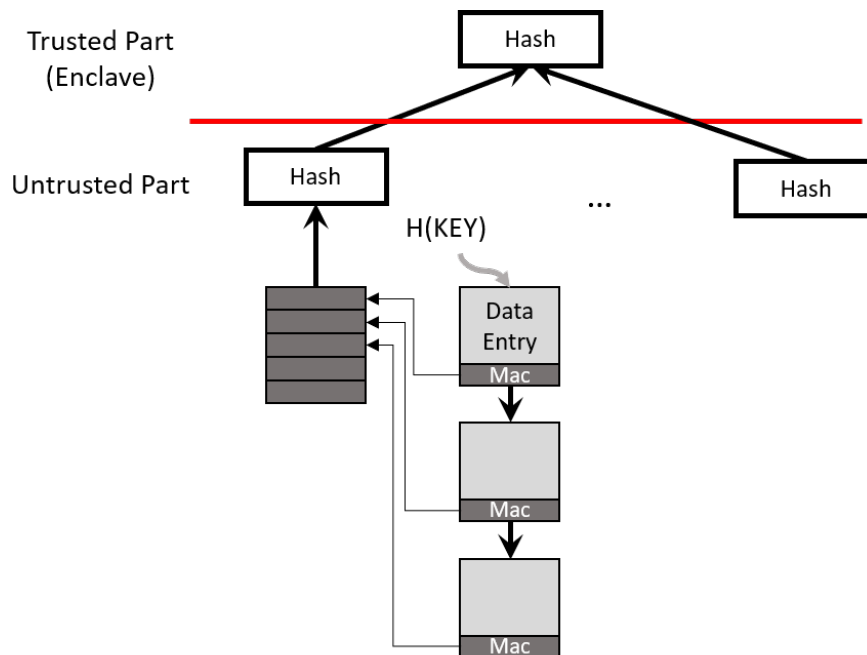 Trusted Part
(Enclave)
Hash
Untrusted Part
Hash
...
Hash
H(KEY)
Data
Entry
Mac
Mac
Mac